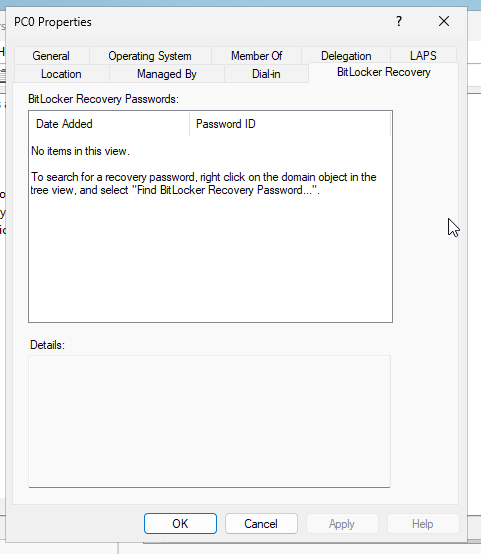 PC0 Properties
?
General
Operating System
Member Of
Delegation
LAPS
Location
Managed By
Dial-in
BitLocker Recovery
BitLocker Recovery Passwords:
Date Added
Password ID
No items in this view.
To search for a recovery password, right click on the domain object in the
tree view, and select "Find BitLocker Recovery Password...".
Details:
OK
Cancel
Apply
Help